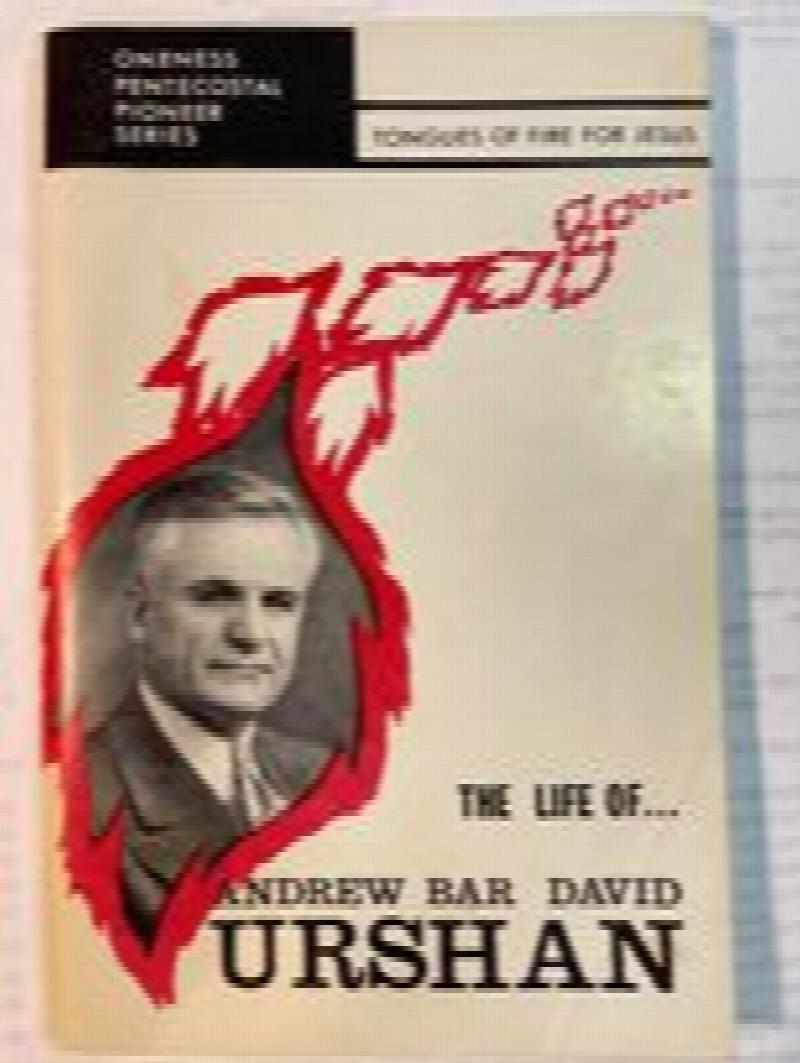 ONENESS
PENTECOSTAL
PIONEER
SERIES
TONGUES OF FIRE FOR JESUS
THE LIFE OF...
ANDREW BAR DAVID
URSHAN